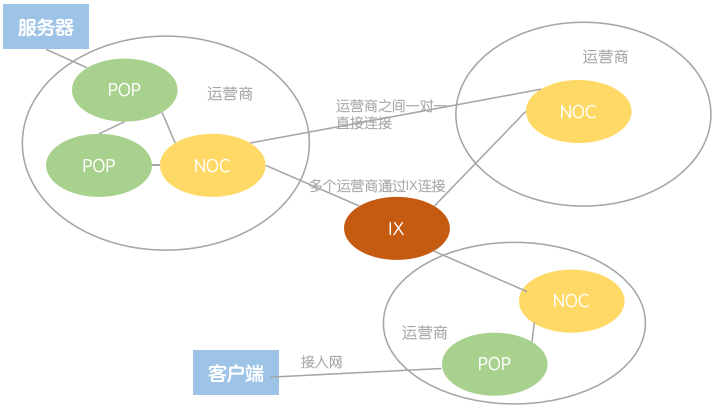 服务器
运营商
POP
POP
NOC
运营商
NOC
运营商之间一对一
直接连接
多个运营商通过IX连接
IX
NOC
运营商
POP
接入网
客户端